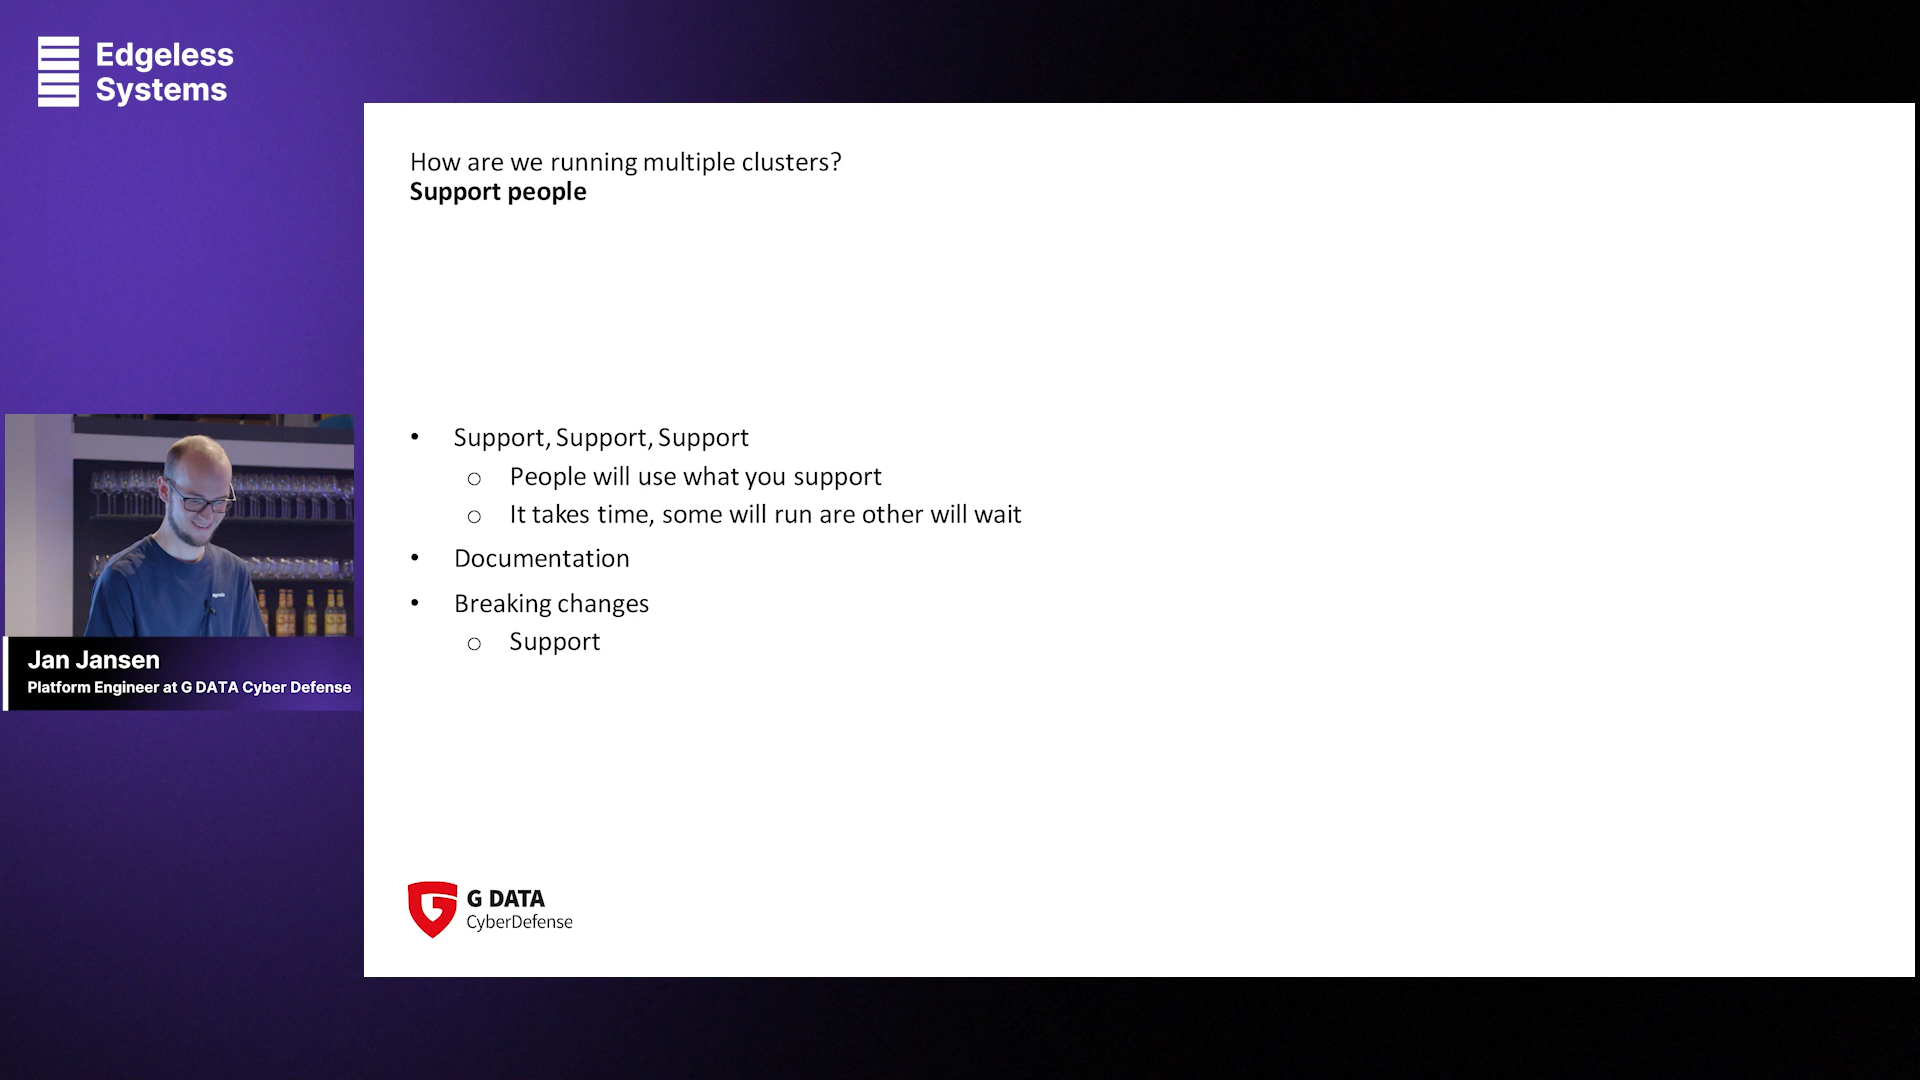 Edgeless
Systems
How are we running multiple clusters?
Support people
• Support, Support, Support
o People will use what you support
o It takes time, some will run are other will wait
• Documentation
• Breaking changes
o Support
Jan Jansen
Platform Engineer at G DATA Cyber Defense
G DATA
CyberDefense